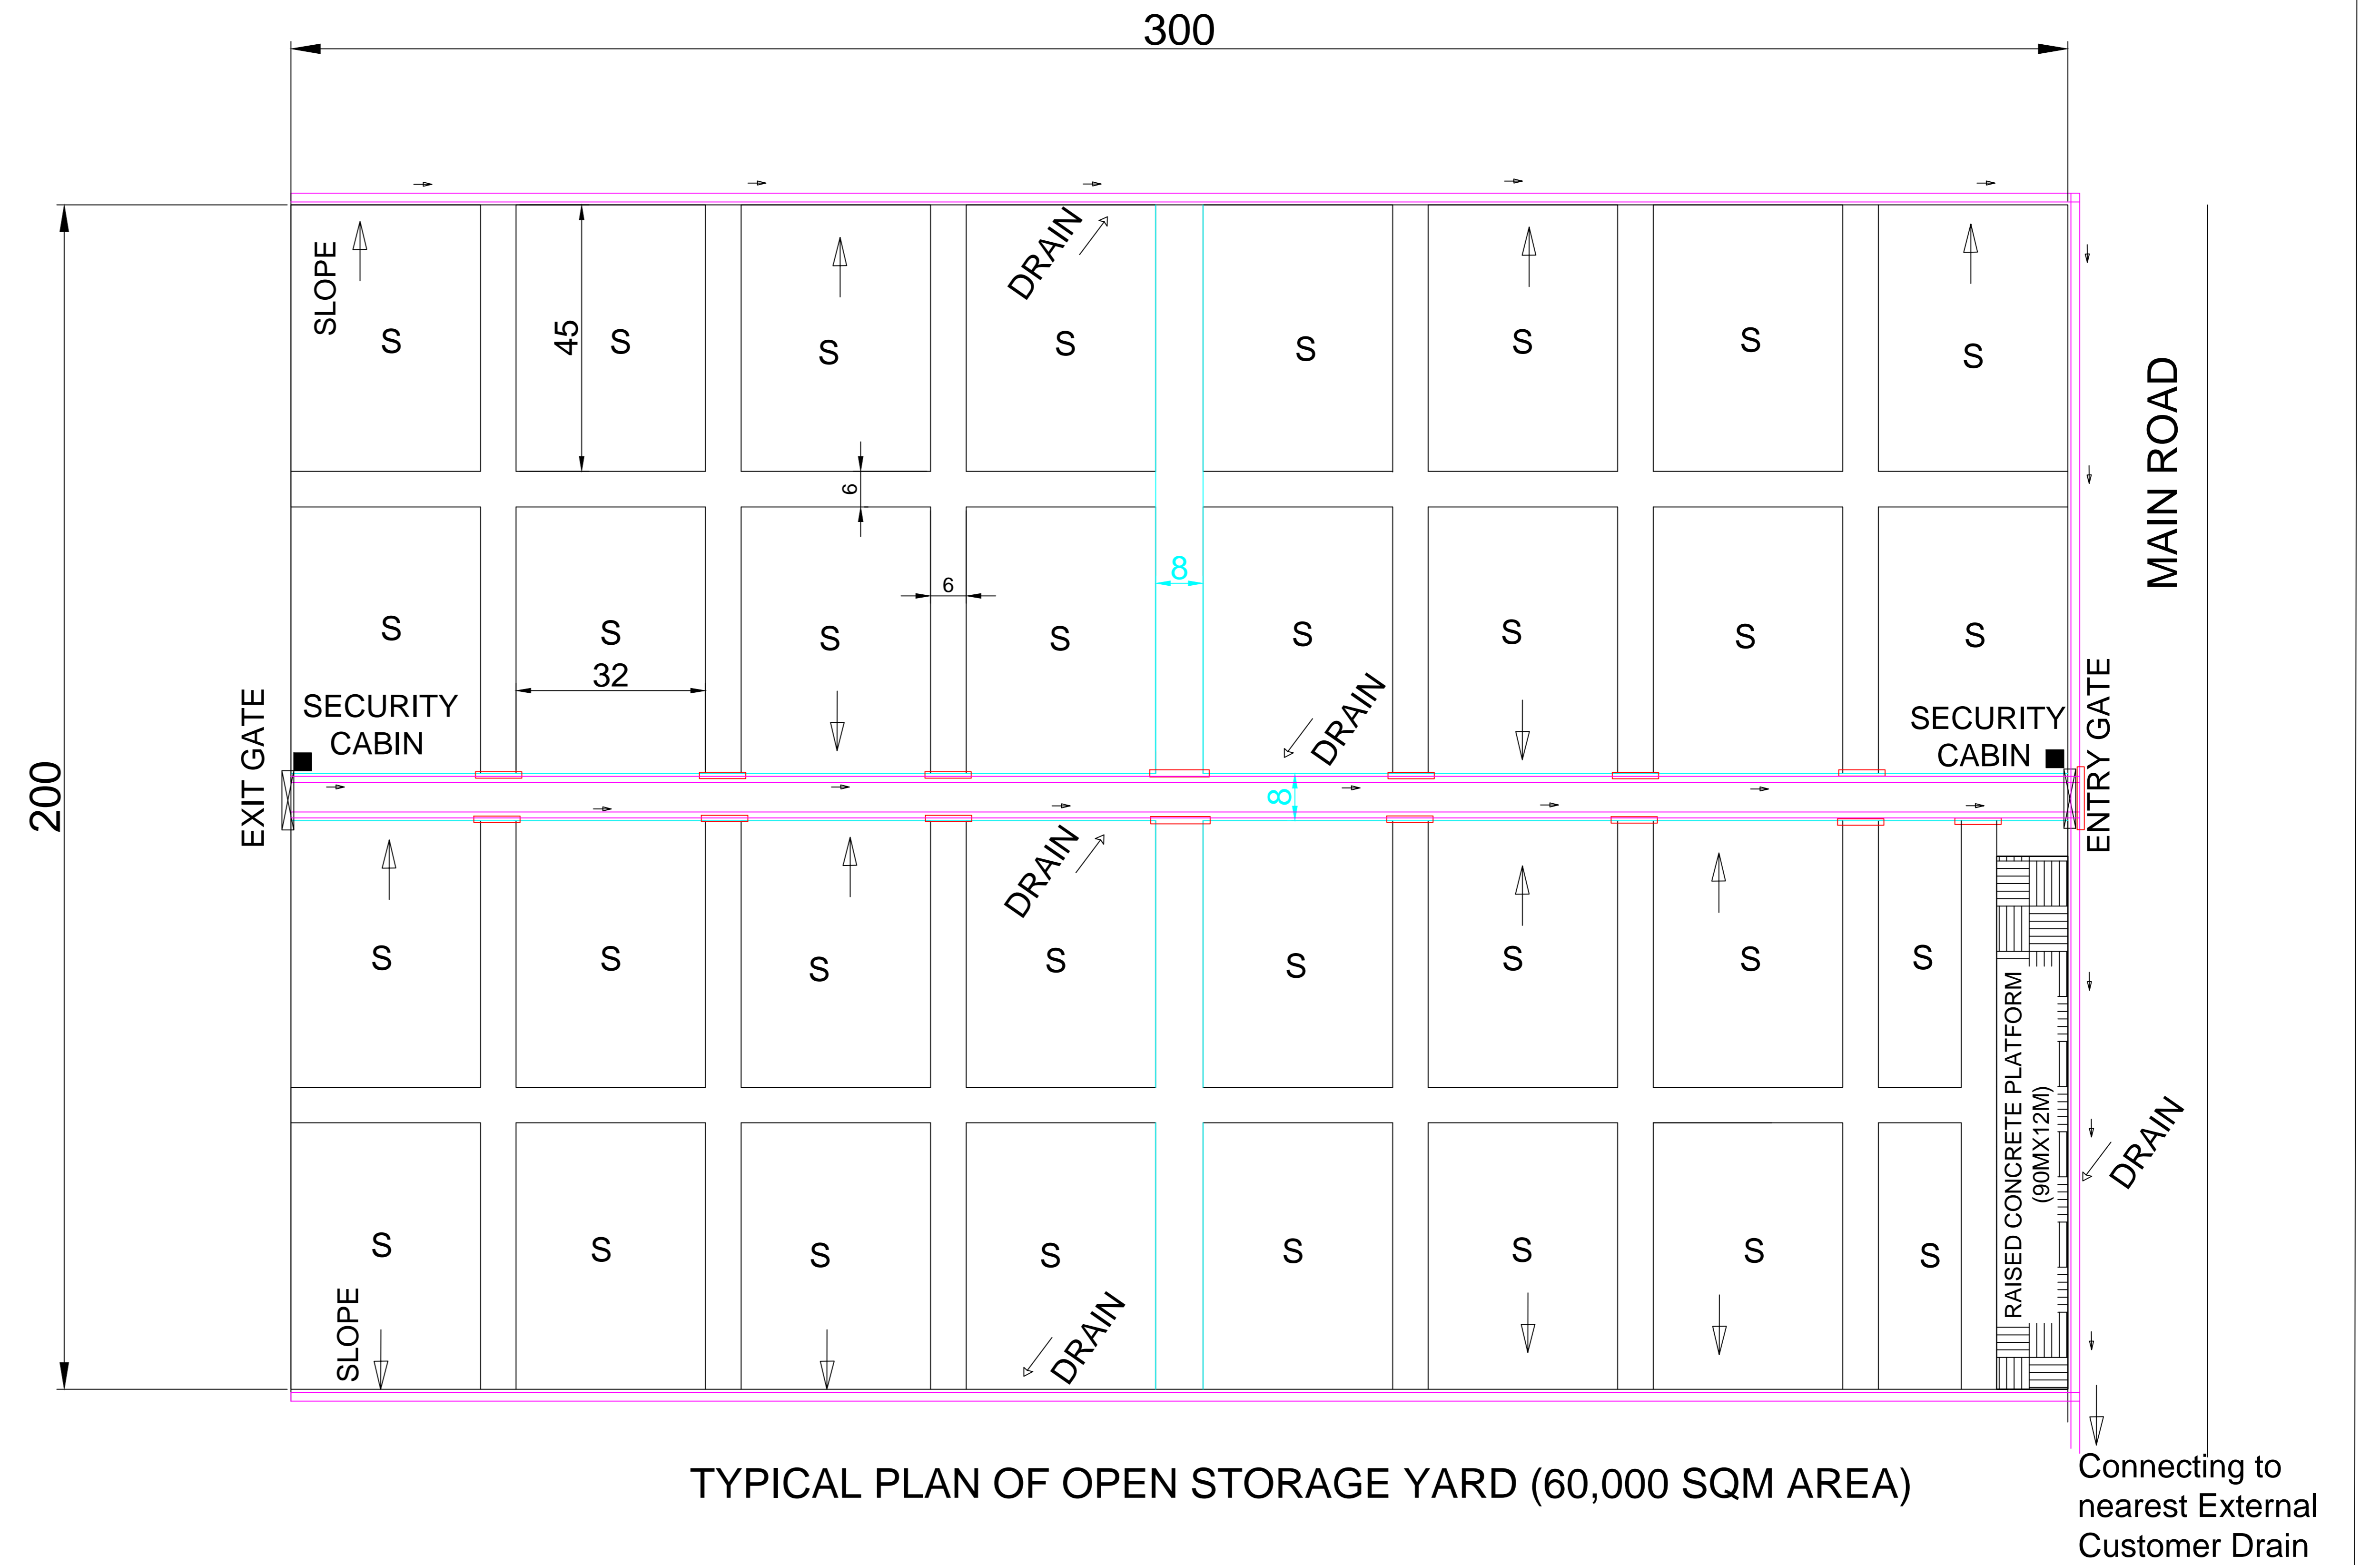 300
SLOPE
DRAIN
45
S
S
S
S
S
S
S
S
MAIN ROAD
6
6
8
S
S
S
S
S
S
S
S
32
DRAIN
EXIT GATE
SECURITY
CABIN
SECURITY
CABIN
ENTRY GATE
200
8
DRAIN
S
S
S
S
S
S
S
S
RAISED CONCRETE PLATFORM
(90MX12M)
DRAIN
S
S
S
S
S
S
S
S
SLOPE
DRAIN
TYPICAL PLAN OF OPEN STORAGE YARD (60,000 SQM AREA)
Connecting to
nearest External
Customer Drain